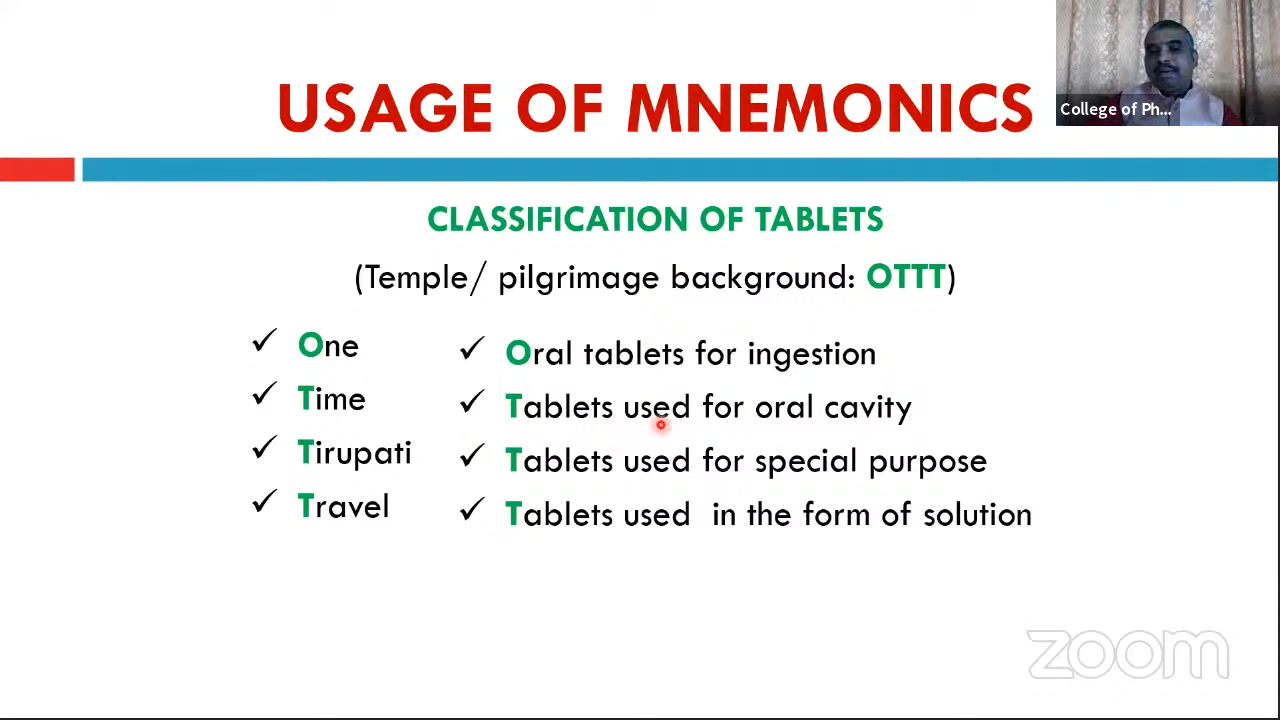 USAGE OF MNEMONICS
College of Ph...
CLASSIFICATION OF TABLETS
(Temple/ pilgrimage background: OTTT)
✓ One
✓ Time
✓ Tirupati
✓ Travel
✓ Oral tablets for ingestion
✓ Tablets used for oral cavity
✓ Tablets used for special purpose
✓ Tablets used in the form of solution
zoom